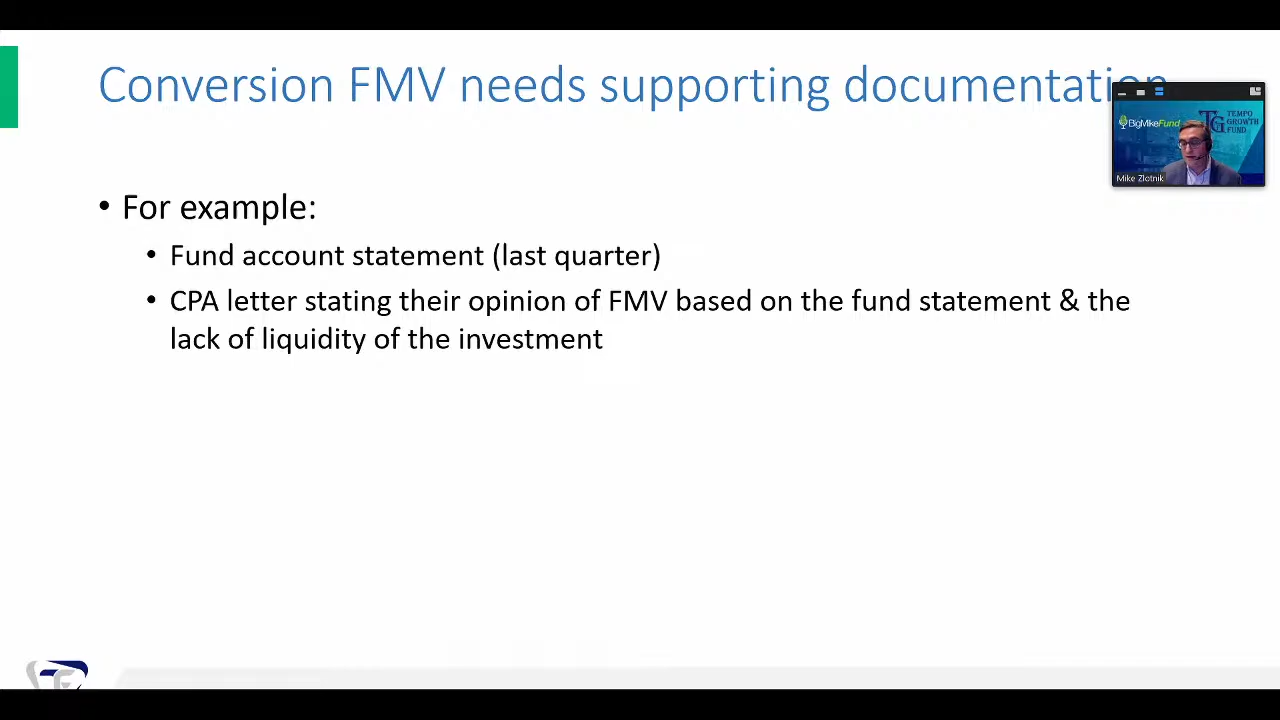 Conversion FMV needs supporting documentation
BigMikeFund
TG TEMPO
GROWTH
FUND
Mike Zlotnik
• For example:
• Fund account statement (last quarter)
• CPA letter stating their opinion of FMV based on the fund statement & the
lack of liquidity of the investment